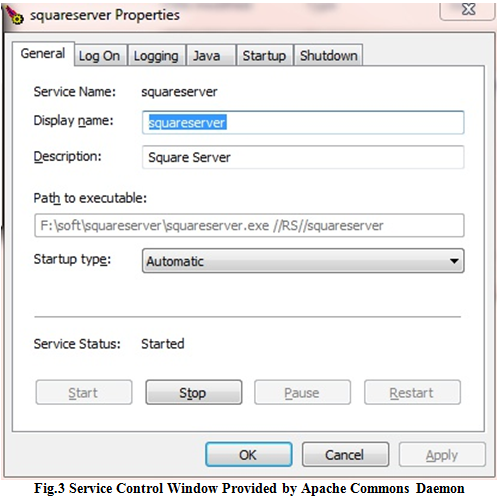 squareserver Properties
General Log On Logging Java Startup Shutdown
Service Name: squareserver
Display name: squareserver
Description: Square Server
Path to executable:
F:\soft\squareserver\squareserver.exe //RS//squareserver
Startup type: Automatic
Service Status: Started
Start Stop Pause Restart
OK Cancel Apply
Fig.3 Service Control Window Provided by Apache Commons Daemon